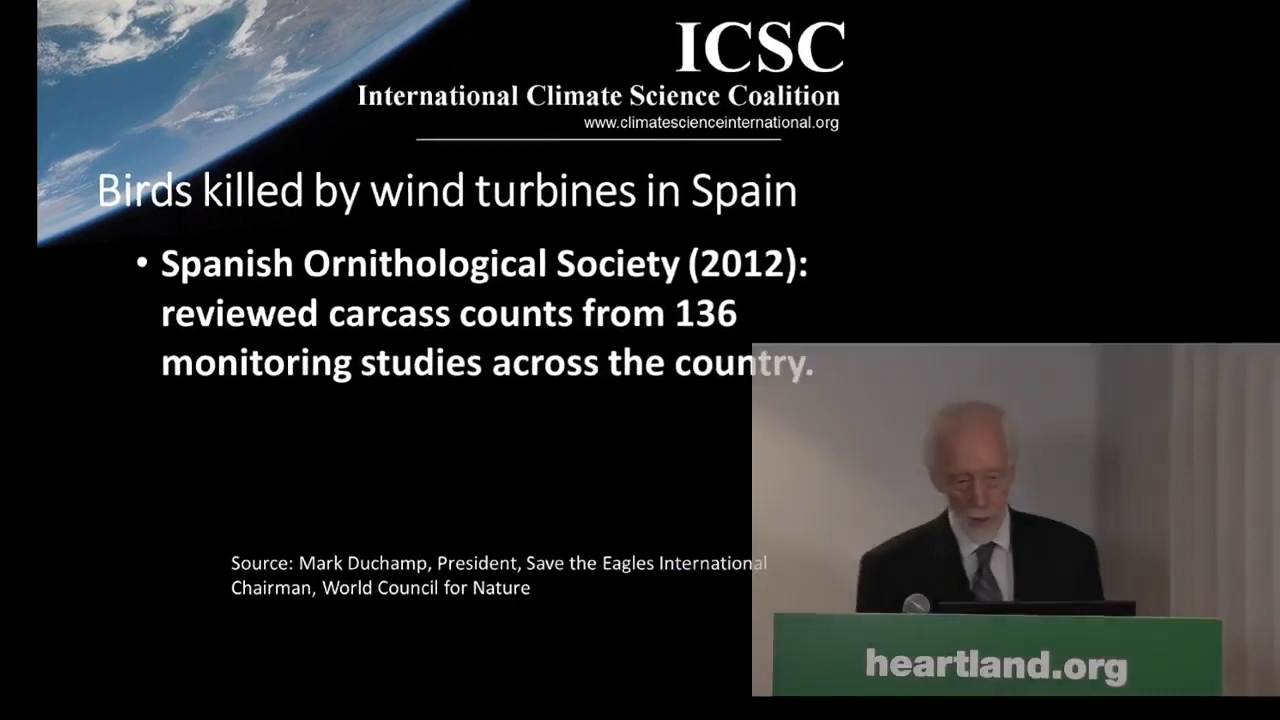 ICSC
International Climate Science Coalition
www.climatescienceinternational.org
Birds killed by wind turbines in Spain
• Spanish Ornithological Society (2012):
reviewed carcass counts from 136
monitoring studies across the country.
Source: Mark Duchamp, President, Save the Eagles International
Chairman, World Council for Nature
heartland.org